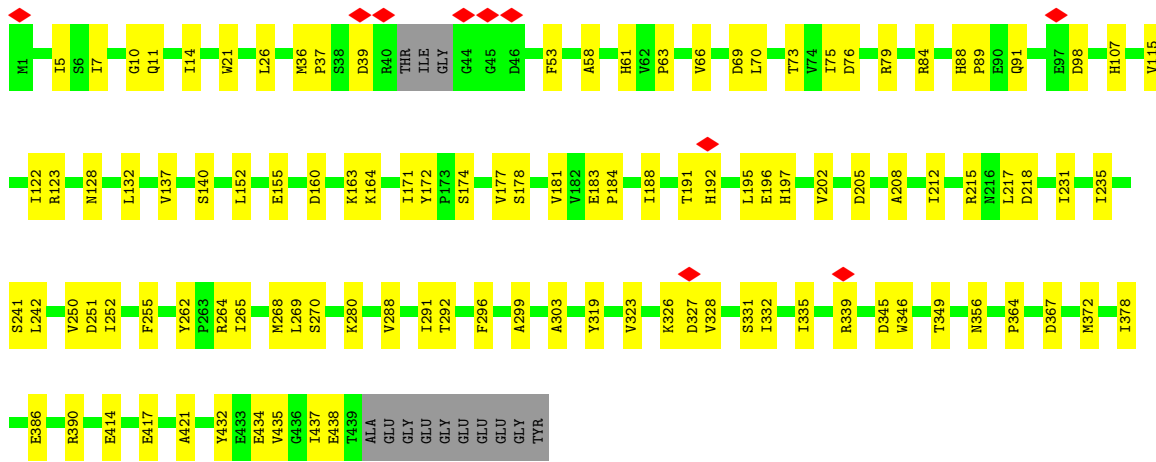 M1 I5 S6 I7 G10 Q11 I14 W21 L26 M36 P37 S38 D39 R40 THR ILE GLY G44 G45 D46 F53 A58 H61 V62 P63 V66 D69 L70 T73 V74 I75 D76 R79 R84 H88 P89 E90 Q91 E97 D98 H107 V115
I122 R123 N128 L132 V137 S140 L152 E155 D160 K163 K164 I171 Y172 P173 S174 V177 S178 V181 V182 E183 P184 I188 T191 H192 L195 E196 H197 V202 D205 A208 I212 R215 N216 L217 D218 I231 I235
S241 L242 V250 D251 I252 F255 Y262 P263 R264 I265 M268 L269 S270 K280 V288 I291 T292 F296 A299 A303 Y319 V323 K326 D327 V328 S331 I332 I335 R339 D345 W346 T349 N356 P364 D367 M372 I378
E386 R390 E414 E417 A421 Y432 E433 E434 V435 G436 I437 E438 T439 ALA GLU GLY GLU GLY GLU GLU GLU GLY TYR